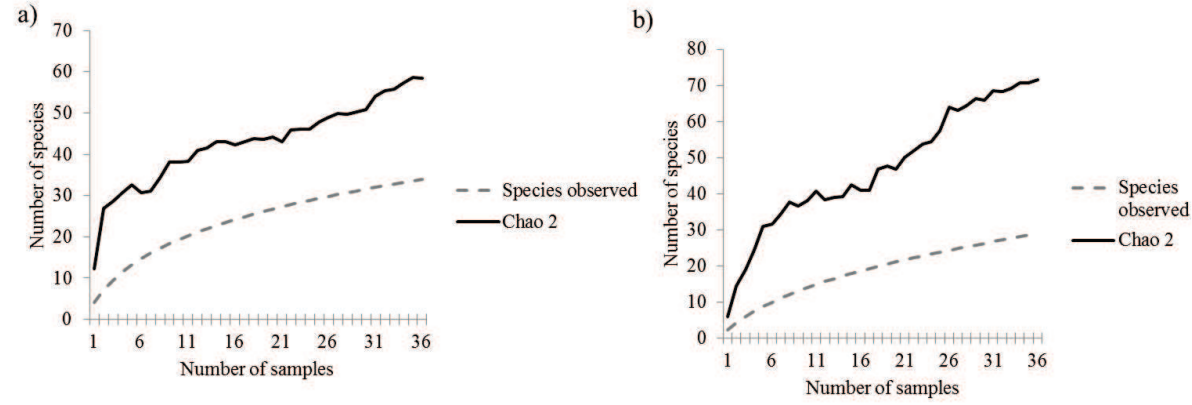 a)
70
60
50
40
30
20
10
0
Number of species
1 6 11 16 21 26 31 36
Number of samples
Species observed
Chao 2
b)
80
70
60
50
40
30
20
10
0
Number of species
1 6 11 16 21 26 31 36
Number of samples
Species
observed
Chao 2